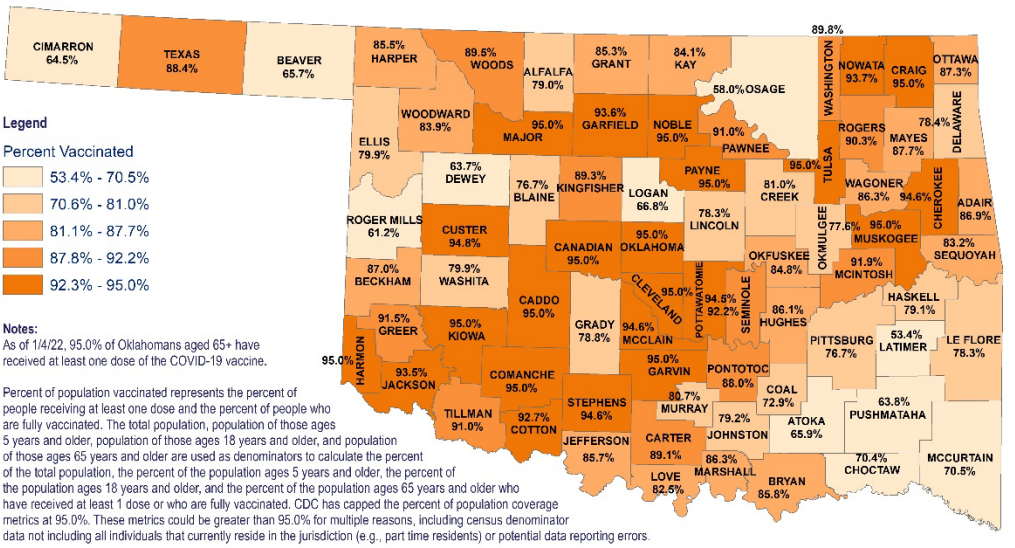 CIMARRON
64.5%
TEXAS
88.4%
BEAVER
65.7%
85.5%
HARPER
89.5%
WOODS
ALFALFA
79.0%
85.3%
GRANT
84.1%
KAY
58.0% OSAGE
89.8%
WASHINGTON
NOWATA
93.7%
CRAIG
95.0%
OTTAWA
87.3%
Legend
Percent Vaccinated
53.4% - 70.5%
70.6% - 81.0%
81.1% - 87.7%
87.8% - 92.2%
92.3% - 95.0%
ELLIS
79.9%
WOODWARD
83.9%
95.0%
MAJOR
93.6%
GARFIELD
NOBLE
95.0%
91.0%
PAWNEE
95.0%
TULSA
ROGERS
90.3%
MAYES
87.7%
78.4%
DELAWARE
63.7%
DEWEY
76.7%
BLAINE
89.3%
KINGFISHER
LOGAN
66.8%
PAYNE
95.0%
81.0%
CREEK
WAGONER
86.3%
94.6%
CHEROKEE
ADAIR
86.9%
ROGER MILLS
61.2%
CUSTER
94.8%
CANADIAN
95.0%
95.0%
OKLAHOMA
78.3%
LINCOLN
OKFUSKEE
84.8%
OKMULGEE
77.6%
95.0%
MUSKOGEE
91.9%
MCINTOSH
83.2%
SEQUOYAH
87.0%
BECKHAM
79.9%
WASHITA
CADDO
95.0%
GRADY
78.8%
CLEVELAND
95.0%
POTTAWATOMIE
94.5%
92.2%
SEMINOLE
86.1%
HUGHES
HASKELL
79.1%
Notes:
As of 1/4/22, 95.0% of Oklahomans aged 65+ have
received at least one dose of the COVID-19 vaccine.
91.5%
GREER
95.0%
KIOWA
94.6%
MCCLAIN
PITTSBURG
76.7%
53.4%
LATIMER
LE FLORE
78.3%
95.0%
HARMON
93.5%
JACKSON
COMANCHE
95.0%
95.0%
GARVIN
PONTOTOC
88.0%
COAL
72.9%
TILLMAN
91.0%
92.7%
COTTON
STEPHENS
94.6%
80.7%
MURRAY
79.2%
JOHNSTON
ATOKA
65.9%
63.8%
PUSHMATAHA
JEFFERSON
85.7%
CARTER
89.1%
LOVE
82.5%
86.3%
MARSHALL
BRYAN
85.8%
70.4%
CHOCTAW
MCCURTAIN
70.5%
Percent of population vaccinated represents the percent of
people receiving at least one dose and the percent of people who
are fully vaccinated. The total population, population of those ages
5 years and older, population of those ages 18 years and older, and population
of those ages 65 years and older are used as denominators to calculate the percent
of the total population, the percent of the population ages 5 years and older, the percent of
the population ages 18 years and older, and the percent of the population ages 65 years and older who
have received at least 1 dose or who are fully vaccinated. CDC has capped the percent of population coverage
metrics at 95.0%. These metrics could be greater than 95.0% for multiple reasons, including census denominator
data not including all individuals that currently reside in the jurisdiction (e.g., part time residents) or potential data reporting errors.